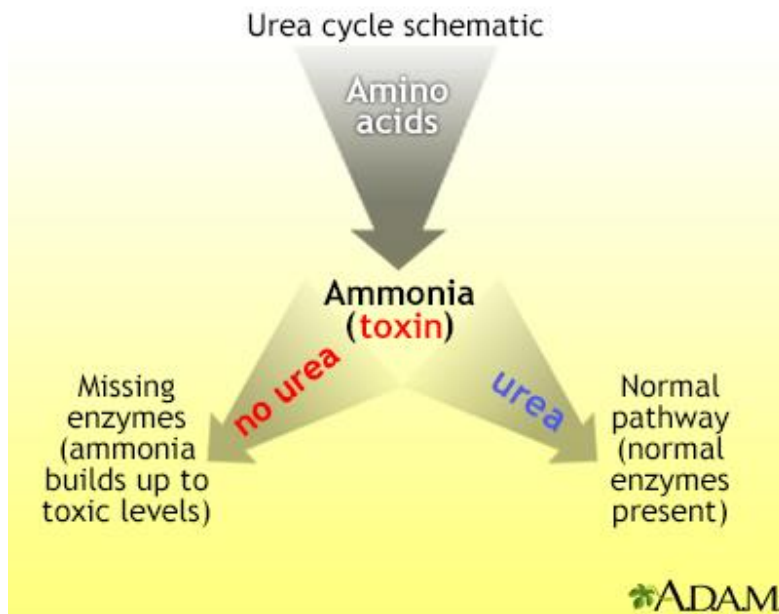 Urea cycle schematic
Amino
acids
Ammonia
(toxin)
no urea
urea
Missing
enzymes
(ammonia
builds up to
toxic levels)
Normal
pathway
(normal
enzymes
present)
ADAM